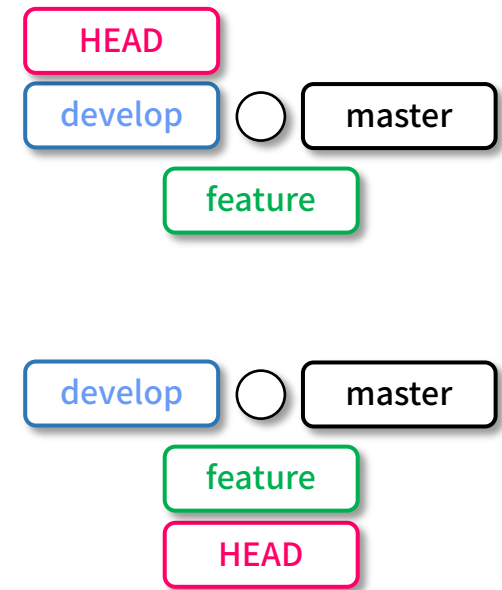 HEAD
develop
master
feature
develop
master
feature
HEAD